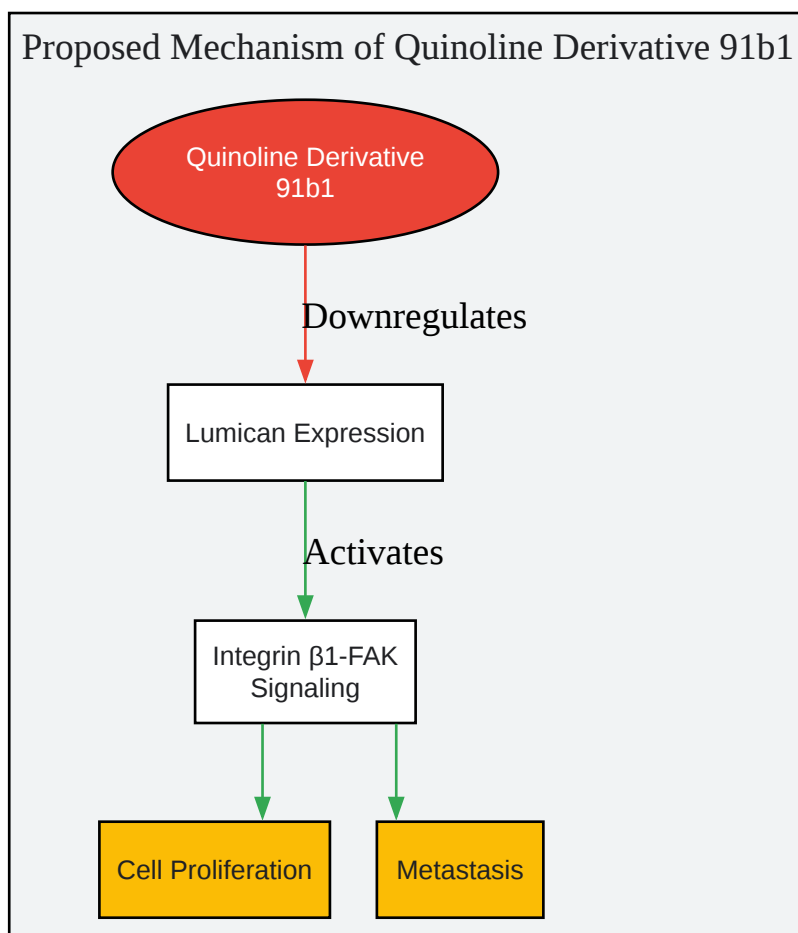 Proposed Mechanism of Quinoline Derivative 91b1
Quinoline Derivative
91b1
Downregulates
Lumican Expression
Activates
Integrin β1-FAK
Signaling
Cell Proliferation
Metastasis